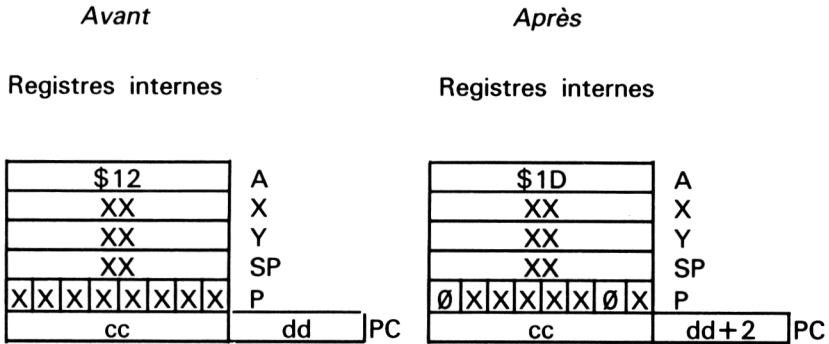 Avant Après
Registres internes Registres internes
$12 A $1D A
XX X XX X
XX Y XX Y
XX SP XX SP
X X X X X X X X P Ø X X X X X Ø X P
cc dd PC cc dd+2 PC